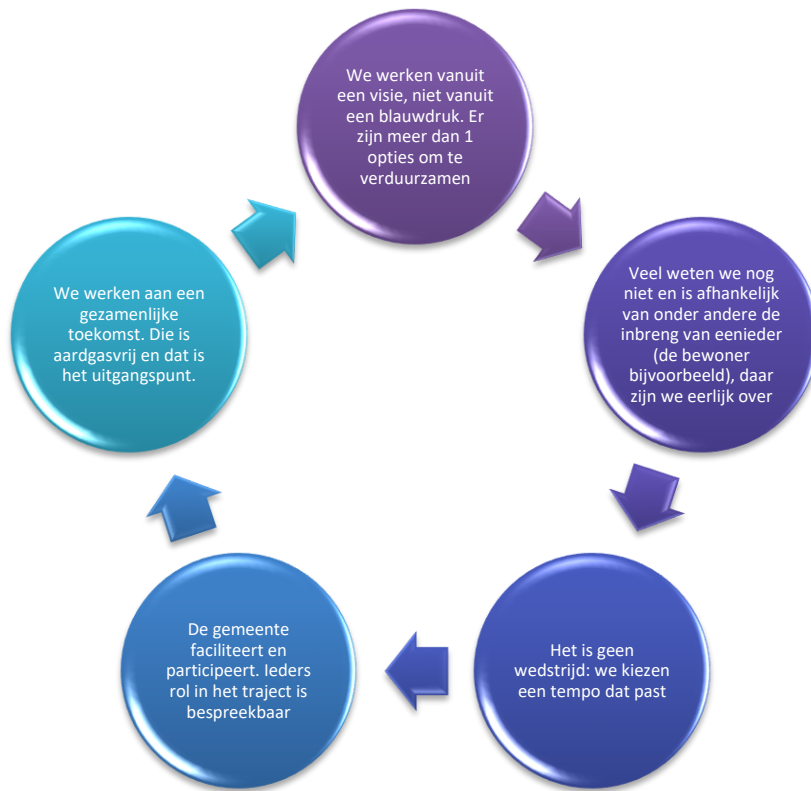 We werken vanuit
een visie, niet vanuit
een blauwdruk. Er
zijn meer dan 1
opties om te
verduurzamen
Veel weten we nog
niet en is afhankelijk
van onder andere de
inbreng van eenieder
(de bewoner
bijvoorbeeld), daar
zijn we eerlijk over
Het is geen
wedstrijd: we kiezen
een tempo dat past
De gemeente
faciliteert en
participeert. Ieders
rol in het traject is
bespreekbaar
We werken aan een
gezamenlijke
toekomst. Die is
aardgasvrij en dat is
het uitgangspunt.